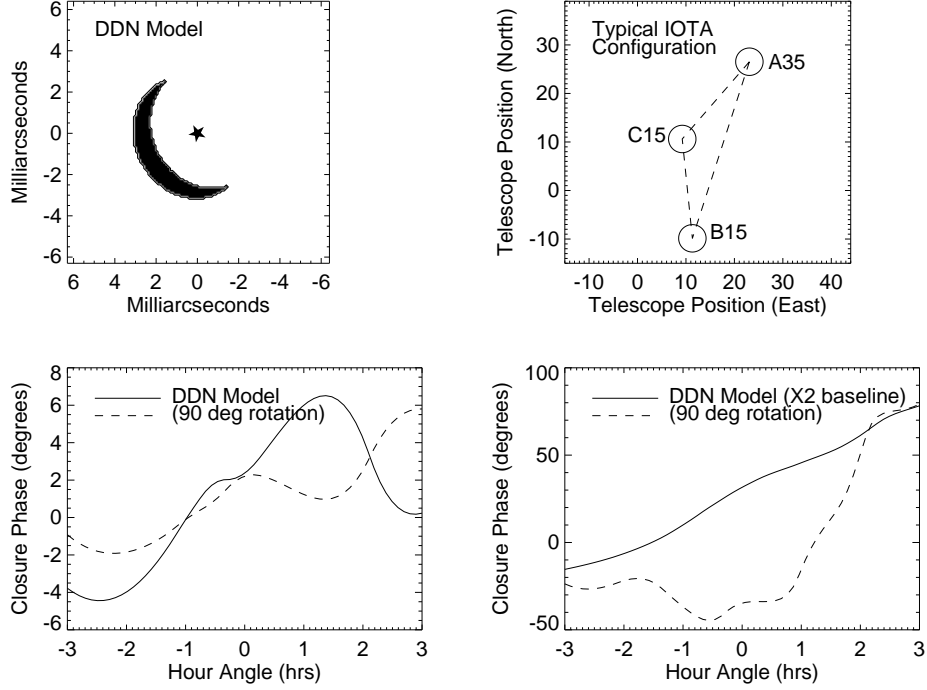 DDN Model
6
4
2
0
-2
-4
-6
Milliarcseconds
6 4 2 0 -2 -4 -6
Milliarcseconds
Typical IOTA
Configuration
A35
C15
B15
30
20
10
0
-10
Telescope Position (North)
-10 0 10 20 30 40
Telescope Position (East)
DDN Model
(90 deg rotation)
8
6
4
2
0
-2
-4
-6
Closure Phase (degrees)
-3 -2 -1 0 1 2 3
Hour Angle (hrs)
DDN Model (X2 baseline)
(90 deg rotation)
100
50
0
-50
Closure Phase (degrees)
-3 -2 -1 0 1 2 3
Hour Angle (hrs)